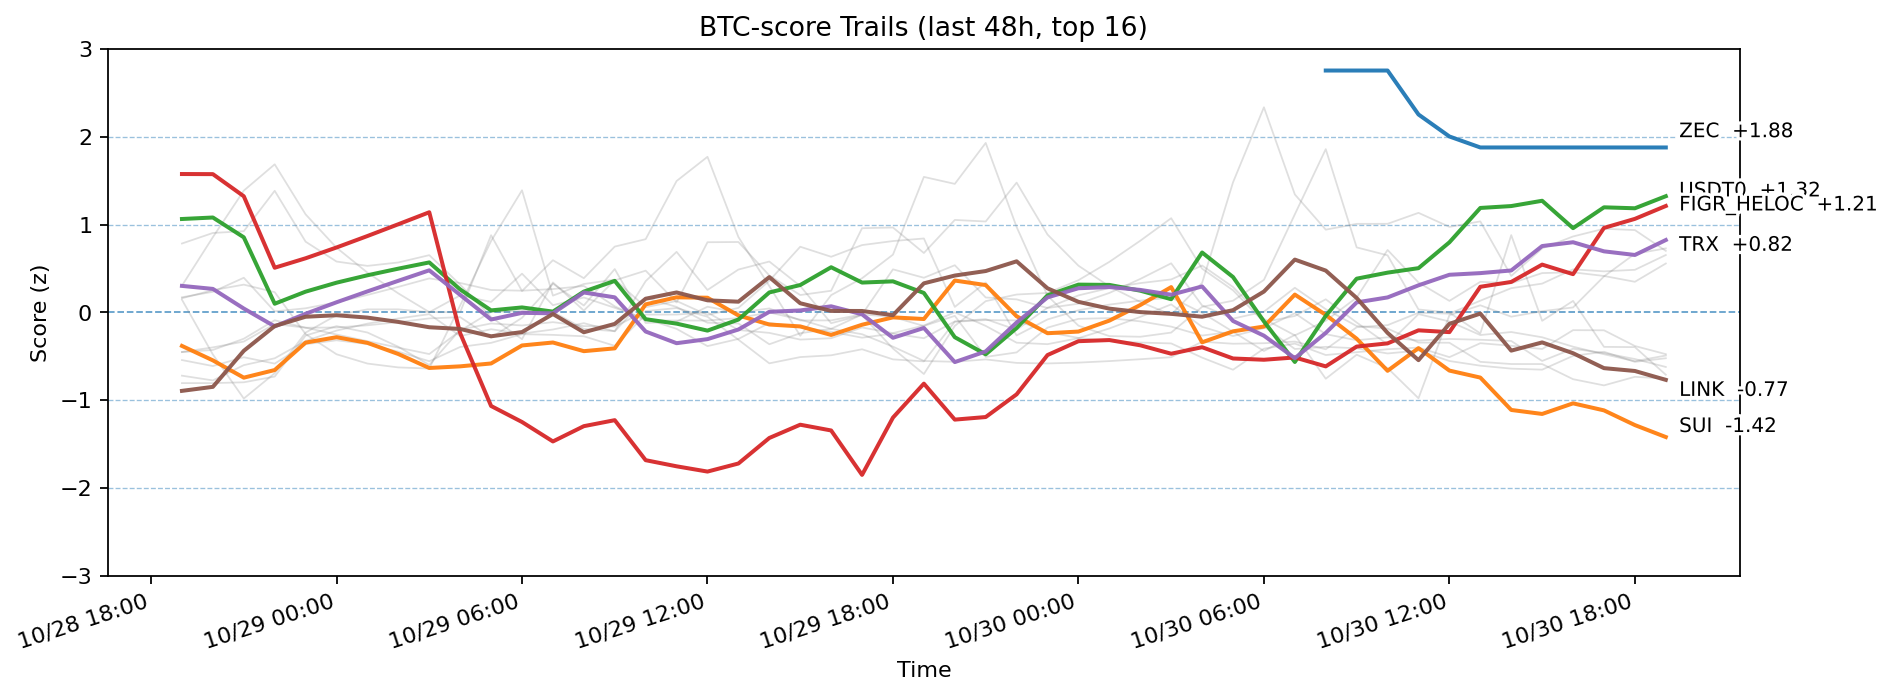 BTC-score Trails (last 48h, top 16)
3
2
1
0
−1
−2
−3
Score (z)
ZEC +1.88
USDT0 +1.32
FIGR_HELOC +1.21
TRX +0.82
LINK -0.77
SUI -1.42
10/28 18:00
10/29 00:00
10/29 06:00
10/29 12:00
10/29 18:00
10/30 00:00
10/30 06:00
10/30 12:00
10/30 18:00
Time